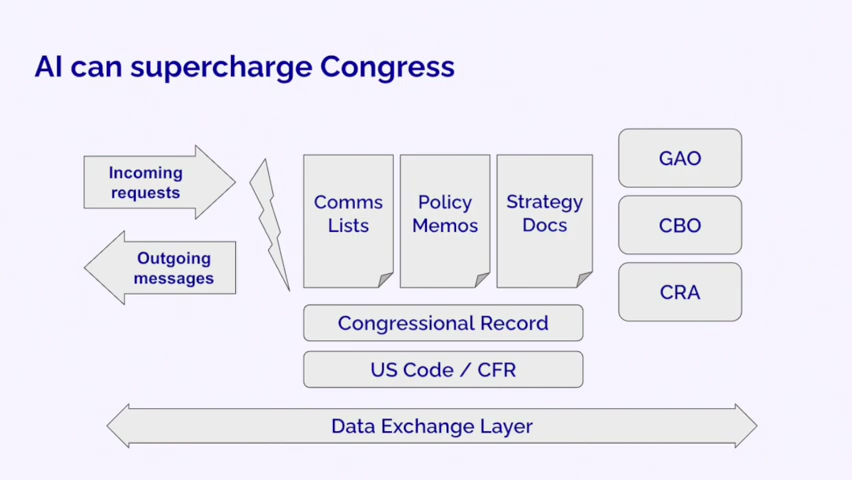 AI can supercharge Congress
Incoming
requests
Outgoing
messages
Comms
Lists
Policy
Memos
Strategy
Docs
GAO
CBO
CRA
Congressional Record
US Code / CFR
Data Exchange Layer